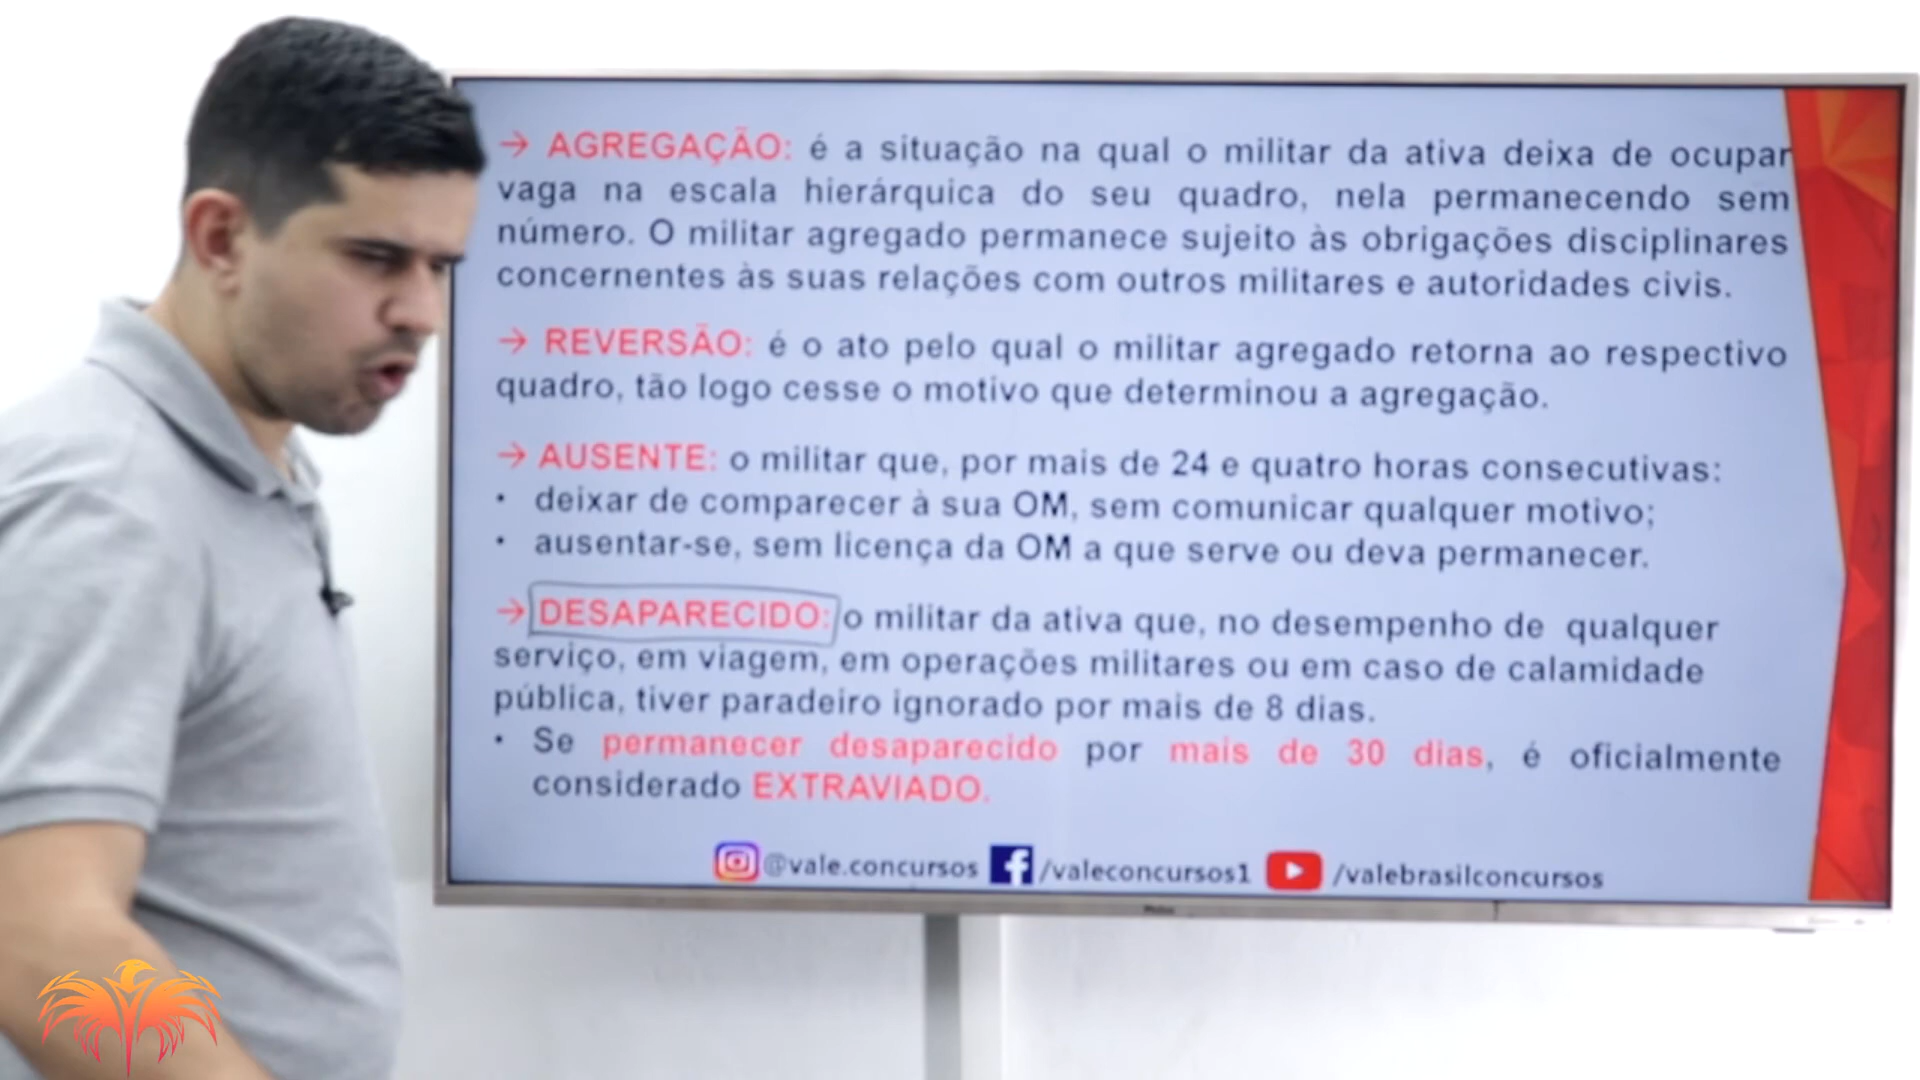 → AGREGAÇÃO: é a situação na qual o militar da ativa deixa de ocupar
vaga na escala hierárquica do seu quadro, nela permanecendo sem
número. O militar agregado permanece sujeito às obrigações disciplinares
concernentes às suas relações com outros militares e autoridades civis.
→ REVERSÃO: é o ato pelo qual o militar agregado retorna ao respectivo
quadro, tão logo cesse o motivo que determinou a agregação.
→ AUSENTE: o militar que, por mais de 24 e quatro horas consecutivas:
• deixar de comparecer à sua OM, sem comunicar qualquer motivo;
• ausentar-se, sem licença da OM a que serve ou deva permanecer.
→ DESAPARECIDO: o militar da ativa que, no desempenho de qualquer
serviço, em viagem, em operações militares ou em caso de calamidade
pública, tiver paradeiro ignorado por mais de 8 dias.
• Se permanecer desaparecido por mais de 30 dias, é oficialmente
considerado EXTRAVIADO.
@vale.concursos /valeconcursos1 /valebrasilconcursos